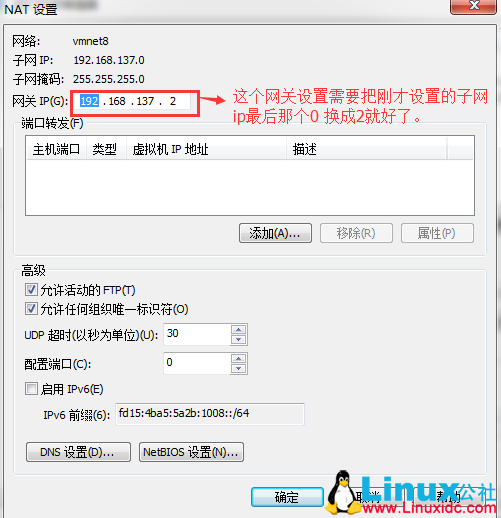 NAT 设置
网络: vmnet8
子网 IP: 192.168.137.0
子网掩码: 255.255.255.0
网关 IP(G): 192 .168 .137 . 2
这个网关设置需要把刚才设置的子网
ip最后那个0 换成2就好了。
端口转发(F)
主机端口 类型 虚拟机 IP 地址 描述
添加(A)... 移除(R) 属性(P)
高级
允许活动的 FTP(T)
允许任何组织唯一标识符(O)
UDP 超时(以秒为单位)(U): 30
配置端口(C): 0
启用 IPv6(E)
IPv6 前缀(6): fd15:4ba5:5a2b:1008::/64
DNS 设置(D)... NetBIOS 设置(N)...
确定 取消 帮助
Linux公社
www.Linuxidc.com